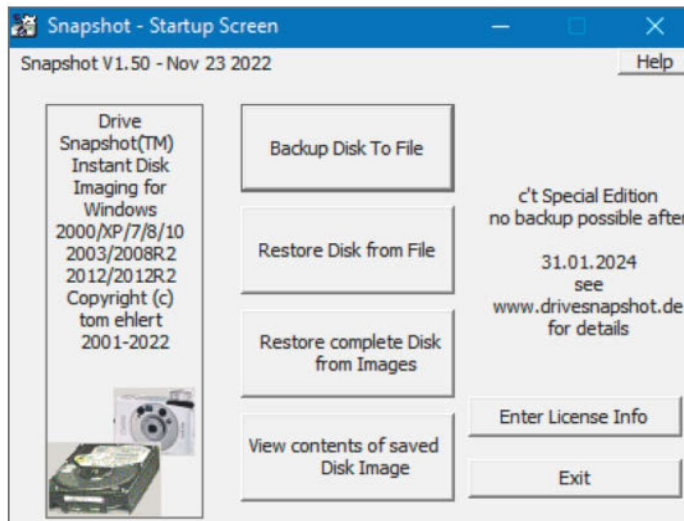 Snapshot - Startup Screen
Snapshot V1.50 - Nov 23 2022
Help
Drive
Snapshot(TM)
Instant Disk
Imaging for
Windows
2000/XP/7/8/10
2003/2008R2
2012/2012R2
Copyright (c)
tom ehlert
2001-2022
Backup Disk To File
Restore Disk from File
Restore complete Disk
from Images
View contents of saved
Disk Image
c't Special Edition
no backup possible after
31.01.2024
see
www.drivesnapshot.de
for details
Enter License Info
Exit